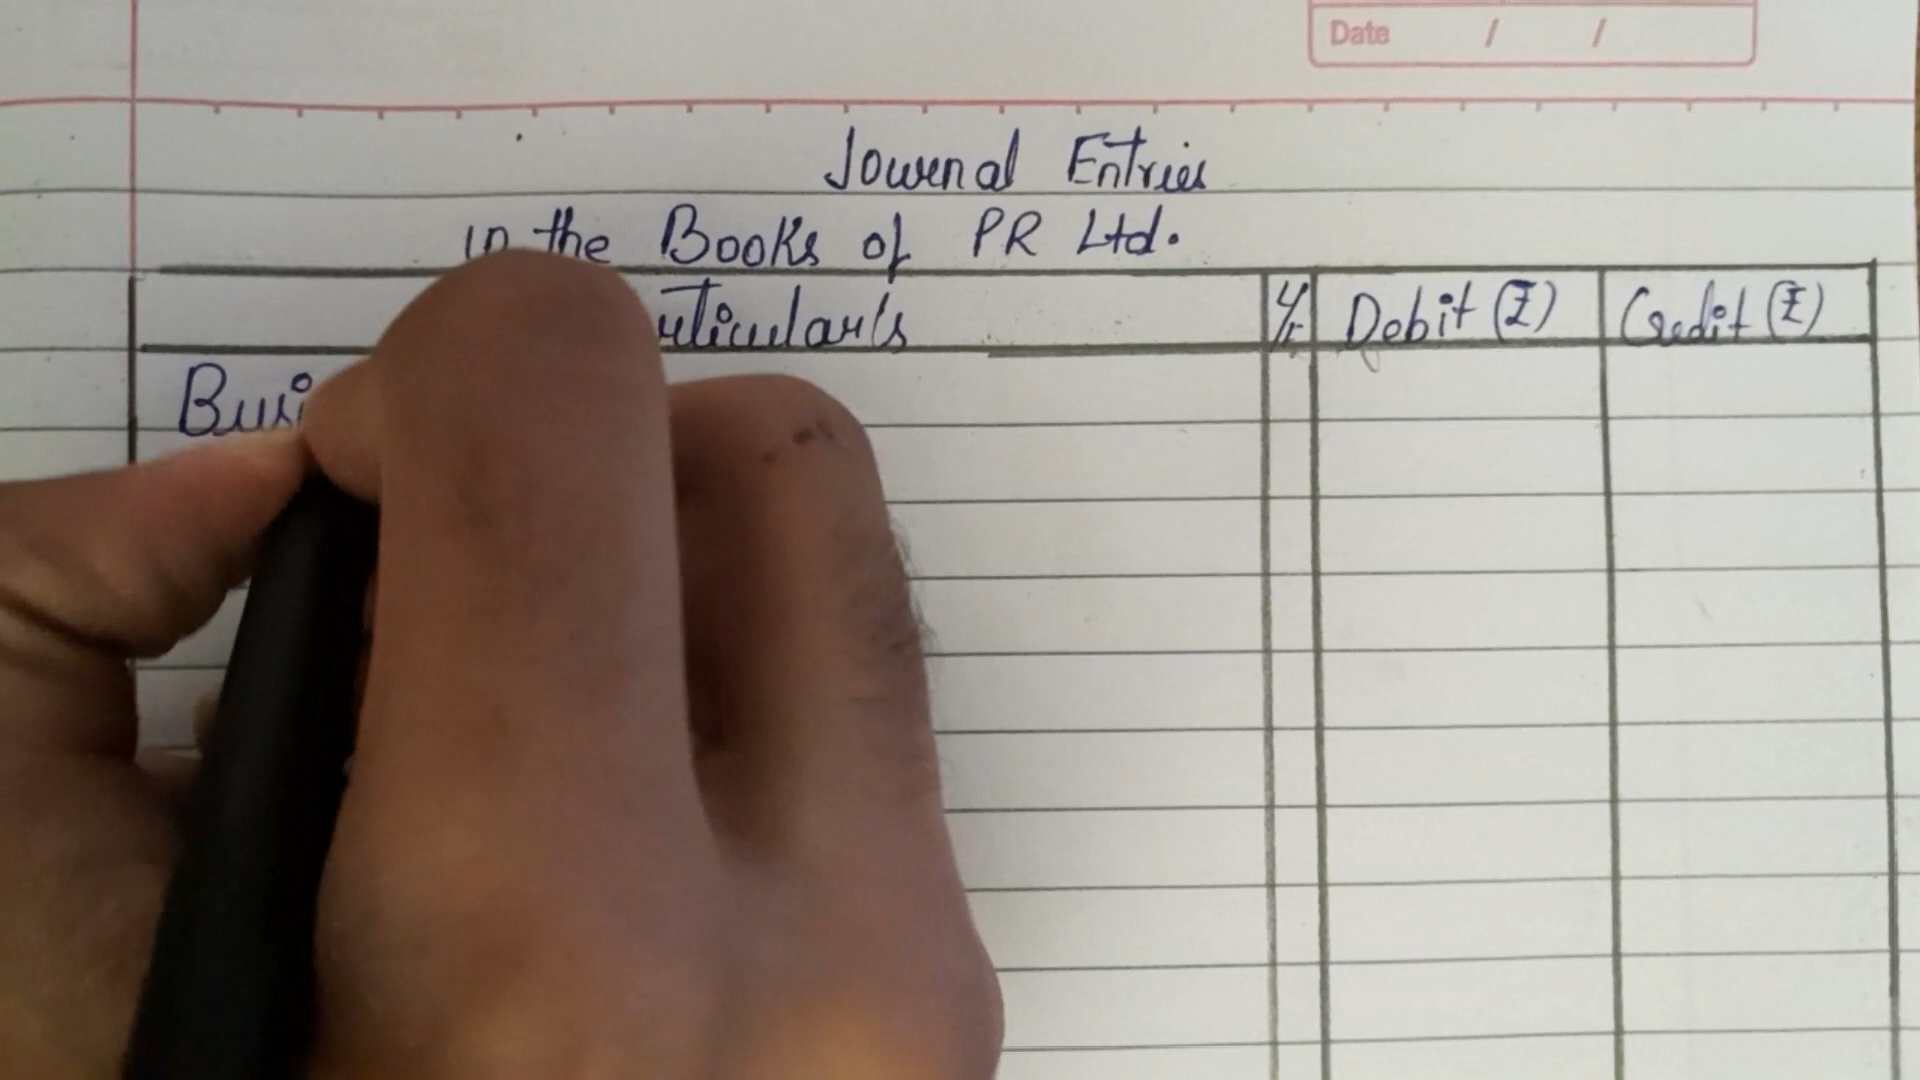 Date / /
Journal Entries
in the Books of PR Ltd.
Debit (₹) Credit (₹)